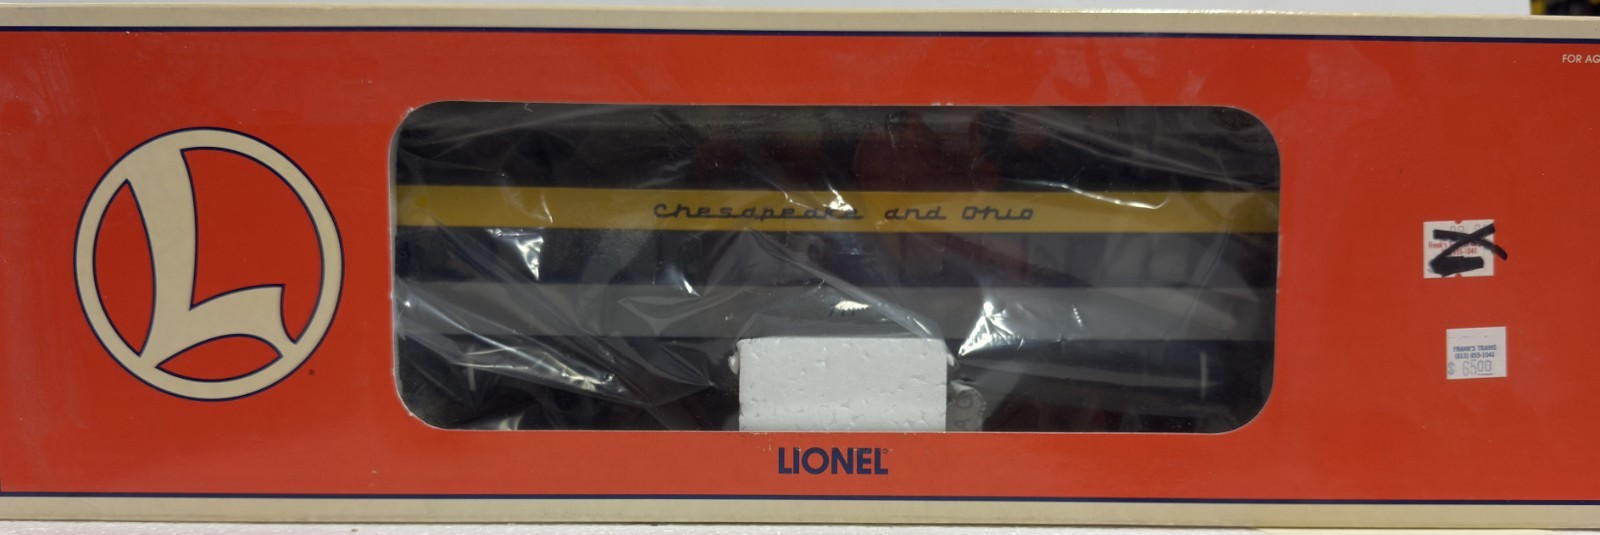 FOR AG
Chesapeake and Ohio
L
FRANK'S TRAINS
$ 6500
LIONEL